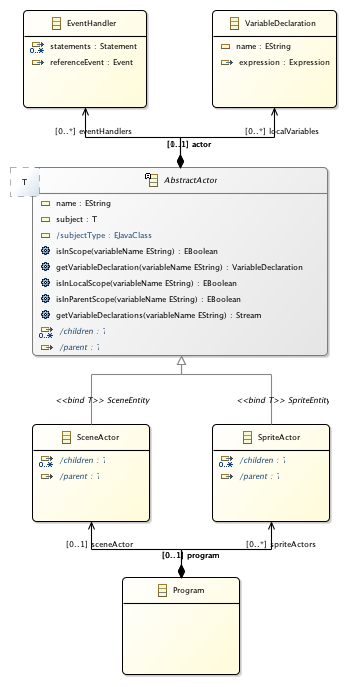 EventHandler
statements : Statement
0..*
referenceEvent : Event
VariableDeclaration
name : EString
expression : Expression
[0..*] eventHandlers
[0..*] localVariables
[0..1] actor
T
AbstractActor
name : EString
subject : T
/subjectType : EJavaClass
isInScope(variableName EString) : EBoolean
getVariableDeclaration(variableName EString) : VariableDeclaration
isInLocalScope(variableName EString) : EBoolean
isInParentScope(variableName EString) : EBoolean
getVariableDeclarations(variableName EString) : Stream
/children : T
0..*
/parent : T
<<bind T>> SceneEntity
<<bind T>> SpriteEntity
SceneActor
/children : T
0..*
/parent : T
SpriteActor
/children : T
0..*
/parent : T
[0..1] sceneActor
[0..*] spriteActors
[0..1] program
Program